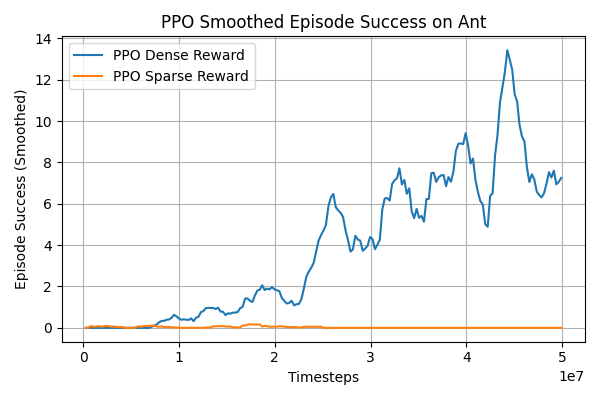 PPO Smoothed Episode Success on Ant
PPO Dense Reward
PPO Sparse Reward
Episode Success (Smoothed)
14
12
10
8
6
4
2
0
0 1 2 3 4 5
1e7
Timesteps